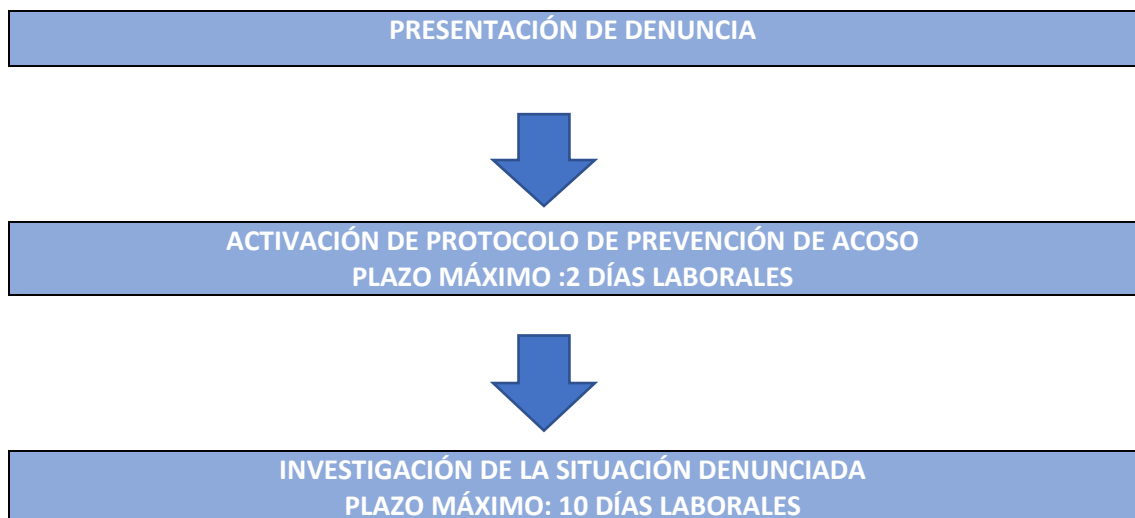 PRESENTACIÓN DE DENUNCIA
ACTIVACIÓN DE PROTOCOLO DE PREVENCIÓN DE ACOSO
PLAZO MÁXIMO :2 DÍAS LABORALES
INVESTIGACIÓN DE LA SITUACIÓN DENUNCIADA
PLAZO MÁXIMO: 10 DÍAS LABORALES